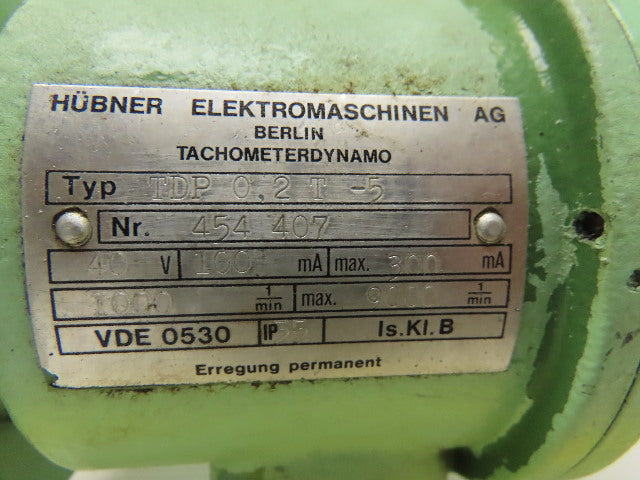 HÜBNER ELEKTROMASCHINEN AG
BERLIN
TACHOMETERDYNAMO
Typ TDP 0,2 T -5
Nr. 454 407
40 V 100 mA max. 300 mA
1000 1/min max. 9000 1/min
VDE 0530 IP 55 Is.Kl.B
Erregung permanent